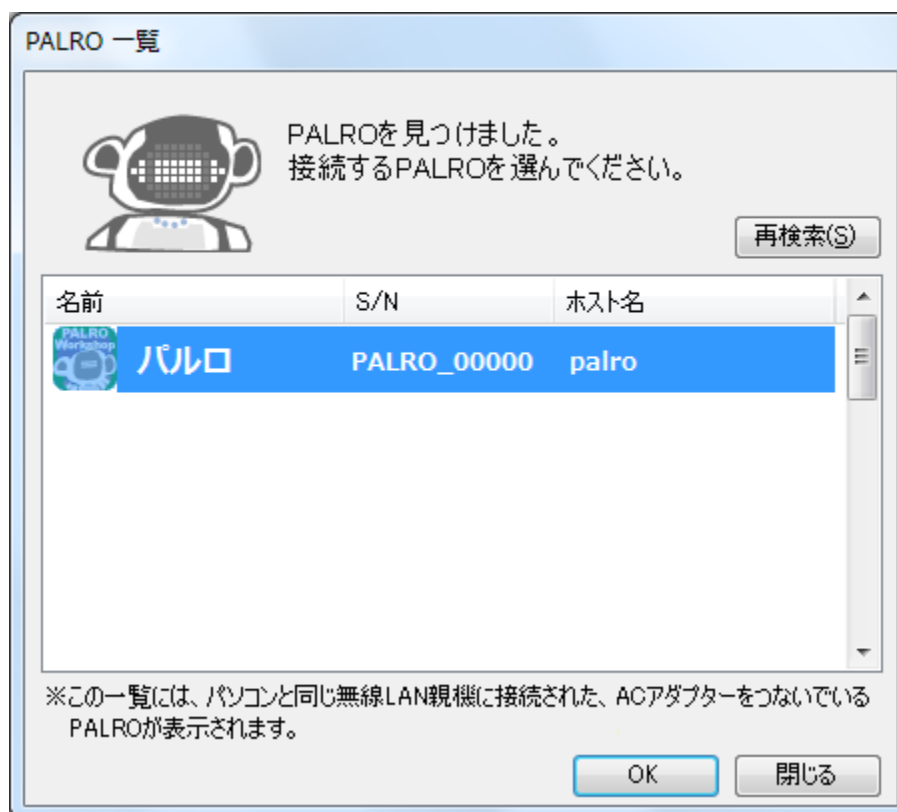 PALRO 一覧
PALROを見つけました。
接続するPALROを選んでください。
再検索(S)
名前 S/N ホスト名
PALRO
Workshop
パルロ PALRO_00000 palro
※この一覧には、パソコンと同じ無線LAN親機に接続された、ACアダプターをつないでいる
PALROが表示されます。
OK 閉じる